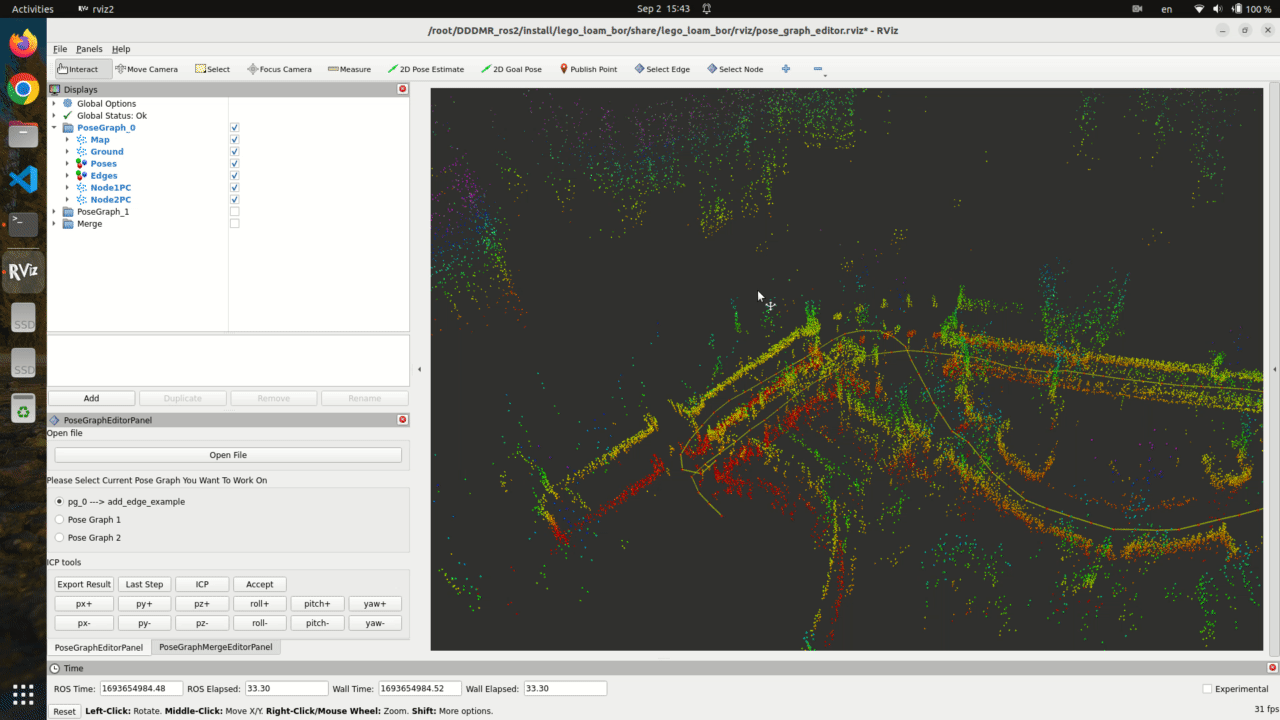 Activities rviz2 Sep 2 15:43 en 100 %
/root/DDDMR_ros2/install/lego_loam_bor/share/lego_loam_bor/rviz/pose_graph_editor.rviz* - RViz
File Panels Help
Interact Move Camera Select Focus Camera Measure 2D Pose Estimate 2D Goal Pose Publish Point Select Edge Select Node
Displays
Global Options
Global Status: Ok
PoseGraph_0
Map
Ground
Poses
Edges
Node1PC
Node2PC
PoseGraph_1
Merge
RViz
SSD
SSD
Add Duplicate Remove Rename
PoseGraphEditorPanel
Open file
Open File
Please Select Current Pose Graph You Want To Work On
pg_0 ---> add_edge_example
Pose Graph 1
Pose Graph 2
ICP tools
Export Result Last Step ICP Accept
px+ py+ pz+ roll+ pitch+ yaw+
px- py- pz- roll- pitch- yaw-
PoseGraphEditorPanel PoseGraphMergeEditorPanel
Time
ROS Time: 1693654984.48 ROS Elapsed: 33.30 Wall Time: 1693654984.52 Wall Elapsed: 33.30 Experimental
Reset Left-Click: Rotate. Middle-Click: Move X/Y. Right-Click/Mouse Wheel: Zoom. Shift: More options. 31 fps